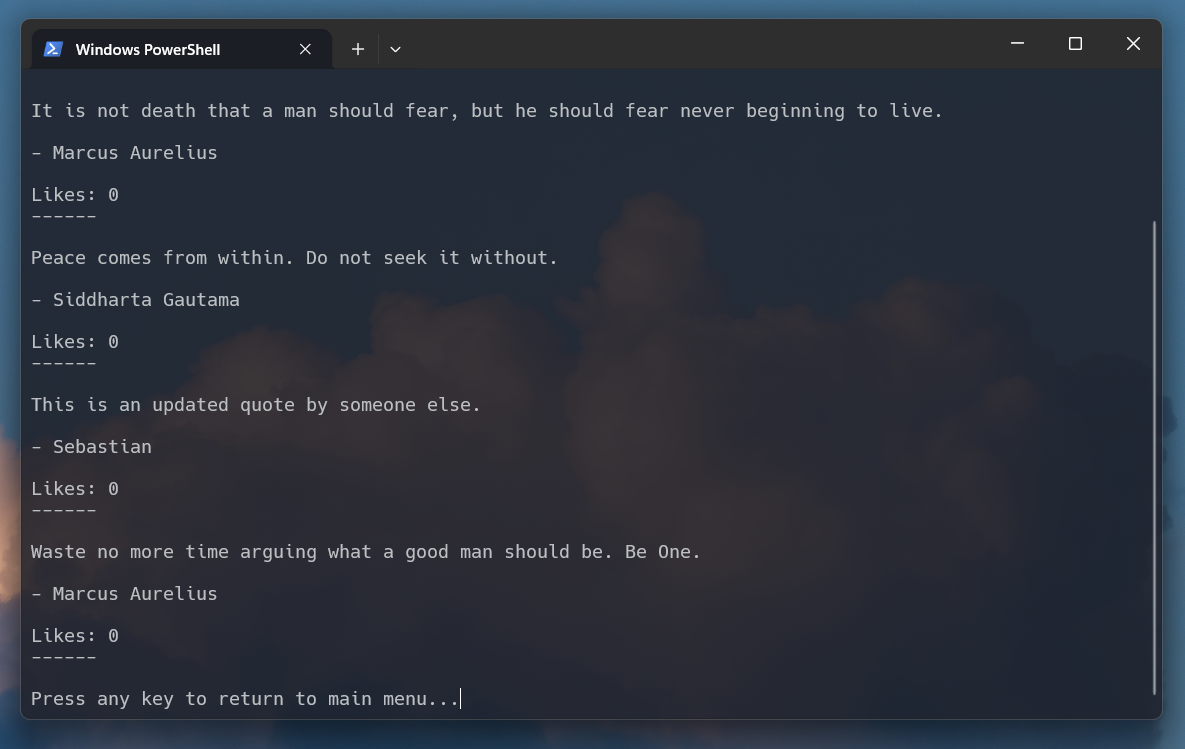 Windows PowerShell
It is not death that a man should fear, but he should fear never beginning to live.
- Marcus Aurelius
Likes: 0
------
Peace comes from within. Do not seek it without.
- Siddharta Gautama
Likes: 0
------
This is an updated quote by someone else.
- Sebastian
Likes: 0
------
Waste no more time arguing what a good man should be. Be One.
- Marcus Aurelius
Likes: 0
------
Press any key to return to main menu...